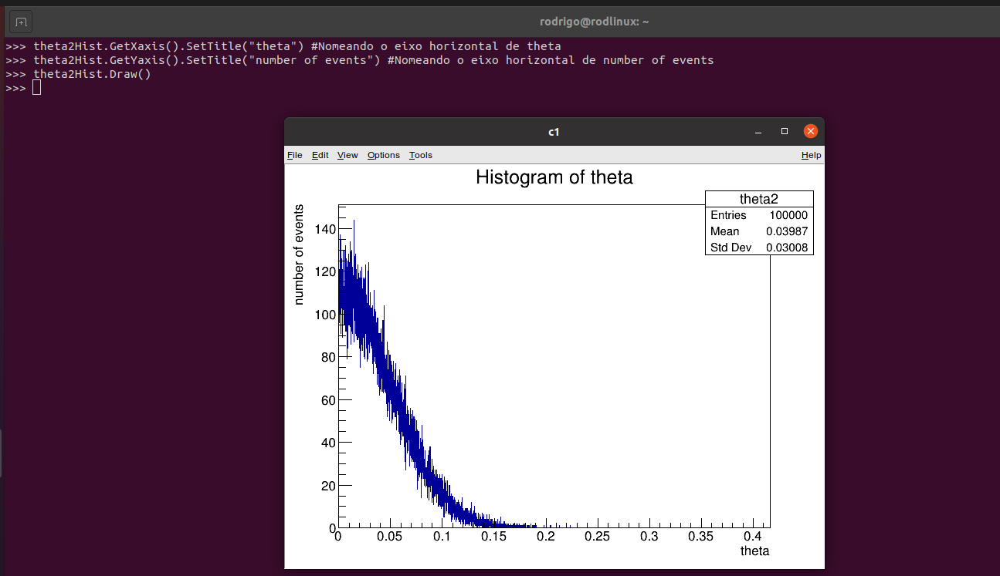 rodrigo@rodlinux: ~
>>> theta2Hist.GetXaxis().SetTitle("theta") #Nomeando o eixo horizontal de theta
>>> theta2Hist.GetYaxis().SetTitle("number of events") #Nomeando o eixo horizontal de number of events
>>> theta2Hist.Draw()
>>>
c1
File Edit View Options Tools Help
Histogram of theta
theta2
Entries 100000
Mean 0.03987
Std Dev 0.03008
number of events
140
120
100
80
60
40
20
0
0 0.05 0.1 0.15 0.2 0.25 0.3 0.35 0.4
theta